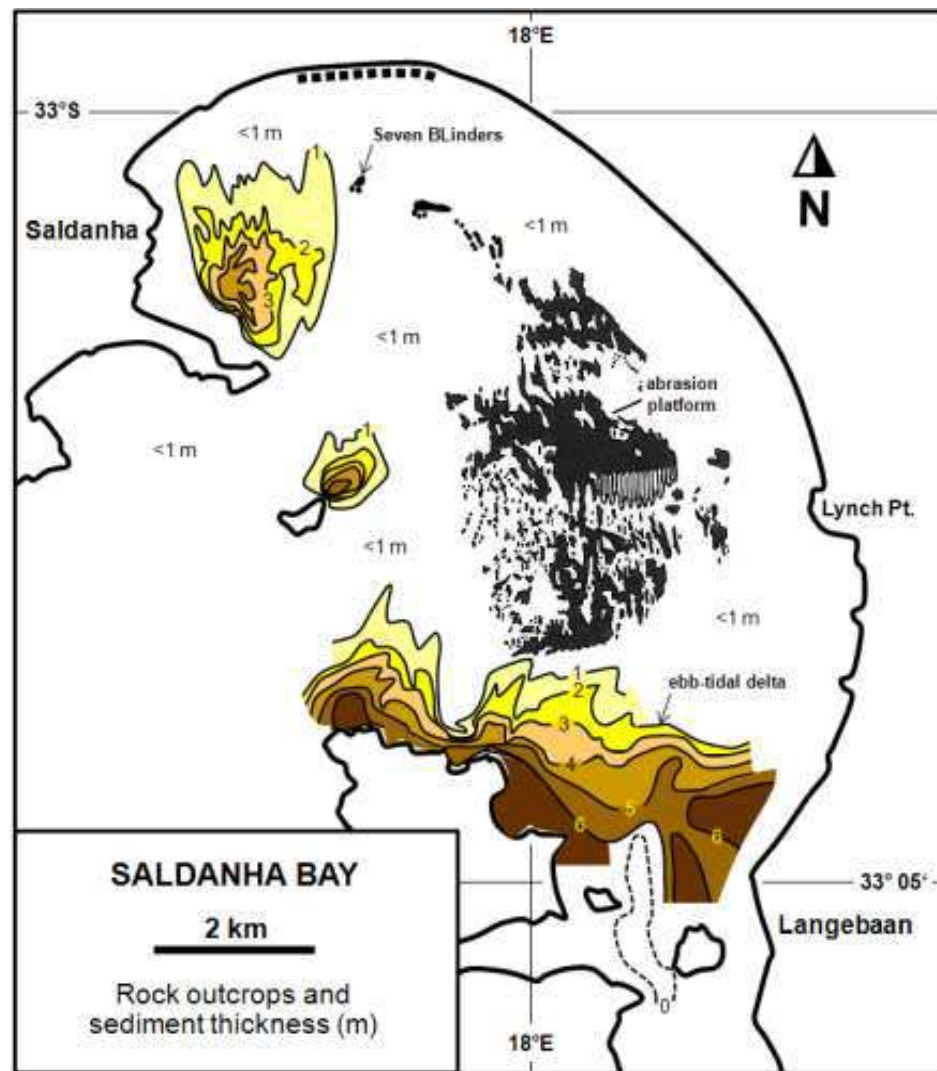 18°E
33°S
<1 m
Seven BLinders
1
N
Saldanha
<1 m
2
3
<1 m
abrasion
platform
1
<1 m
Lynch Pt.
<1 m
<1 m
1
ebb-tidal delta
2
3
4
5
6
6
SALDANHA BAY
2 km
Rock outcrops and
sediment thickness (m)
33° 05'
Langebaan
0
18°E